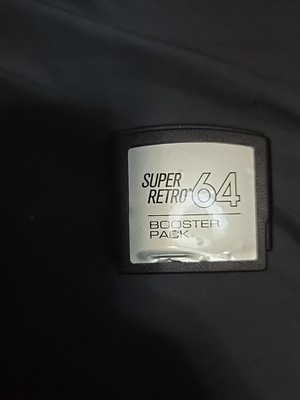 SUPER
RETRO 64
BOOSTER
PACK